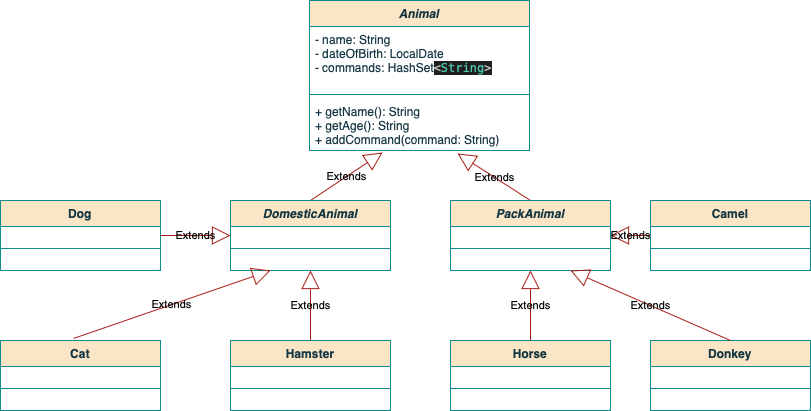 Animal
- name: String
- dateOfBirth: LocalDate
- commands: HashSet<String>
+ getName(): String
+ getAge(): String
+ addCommand(command: String)
Extends
Extends
Dog
DomesticAnimal
PackAnimal
Camel
Extends
Extends
Extends
Extends
Extends
Extends
Cat
Hamster
Horse
Donkey